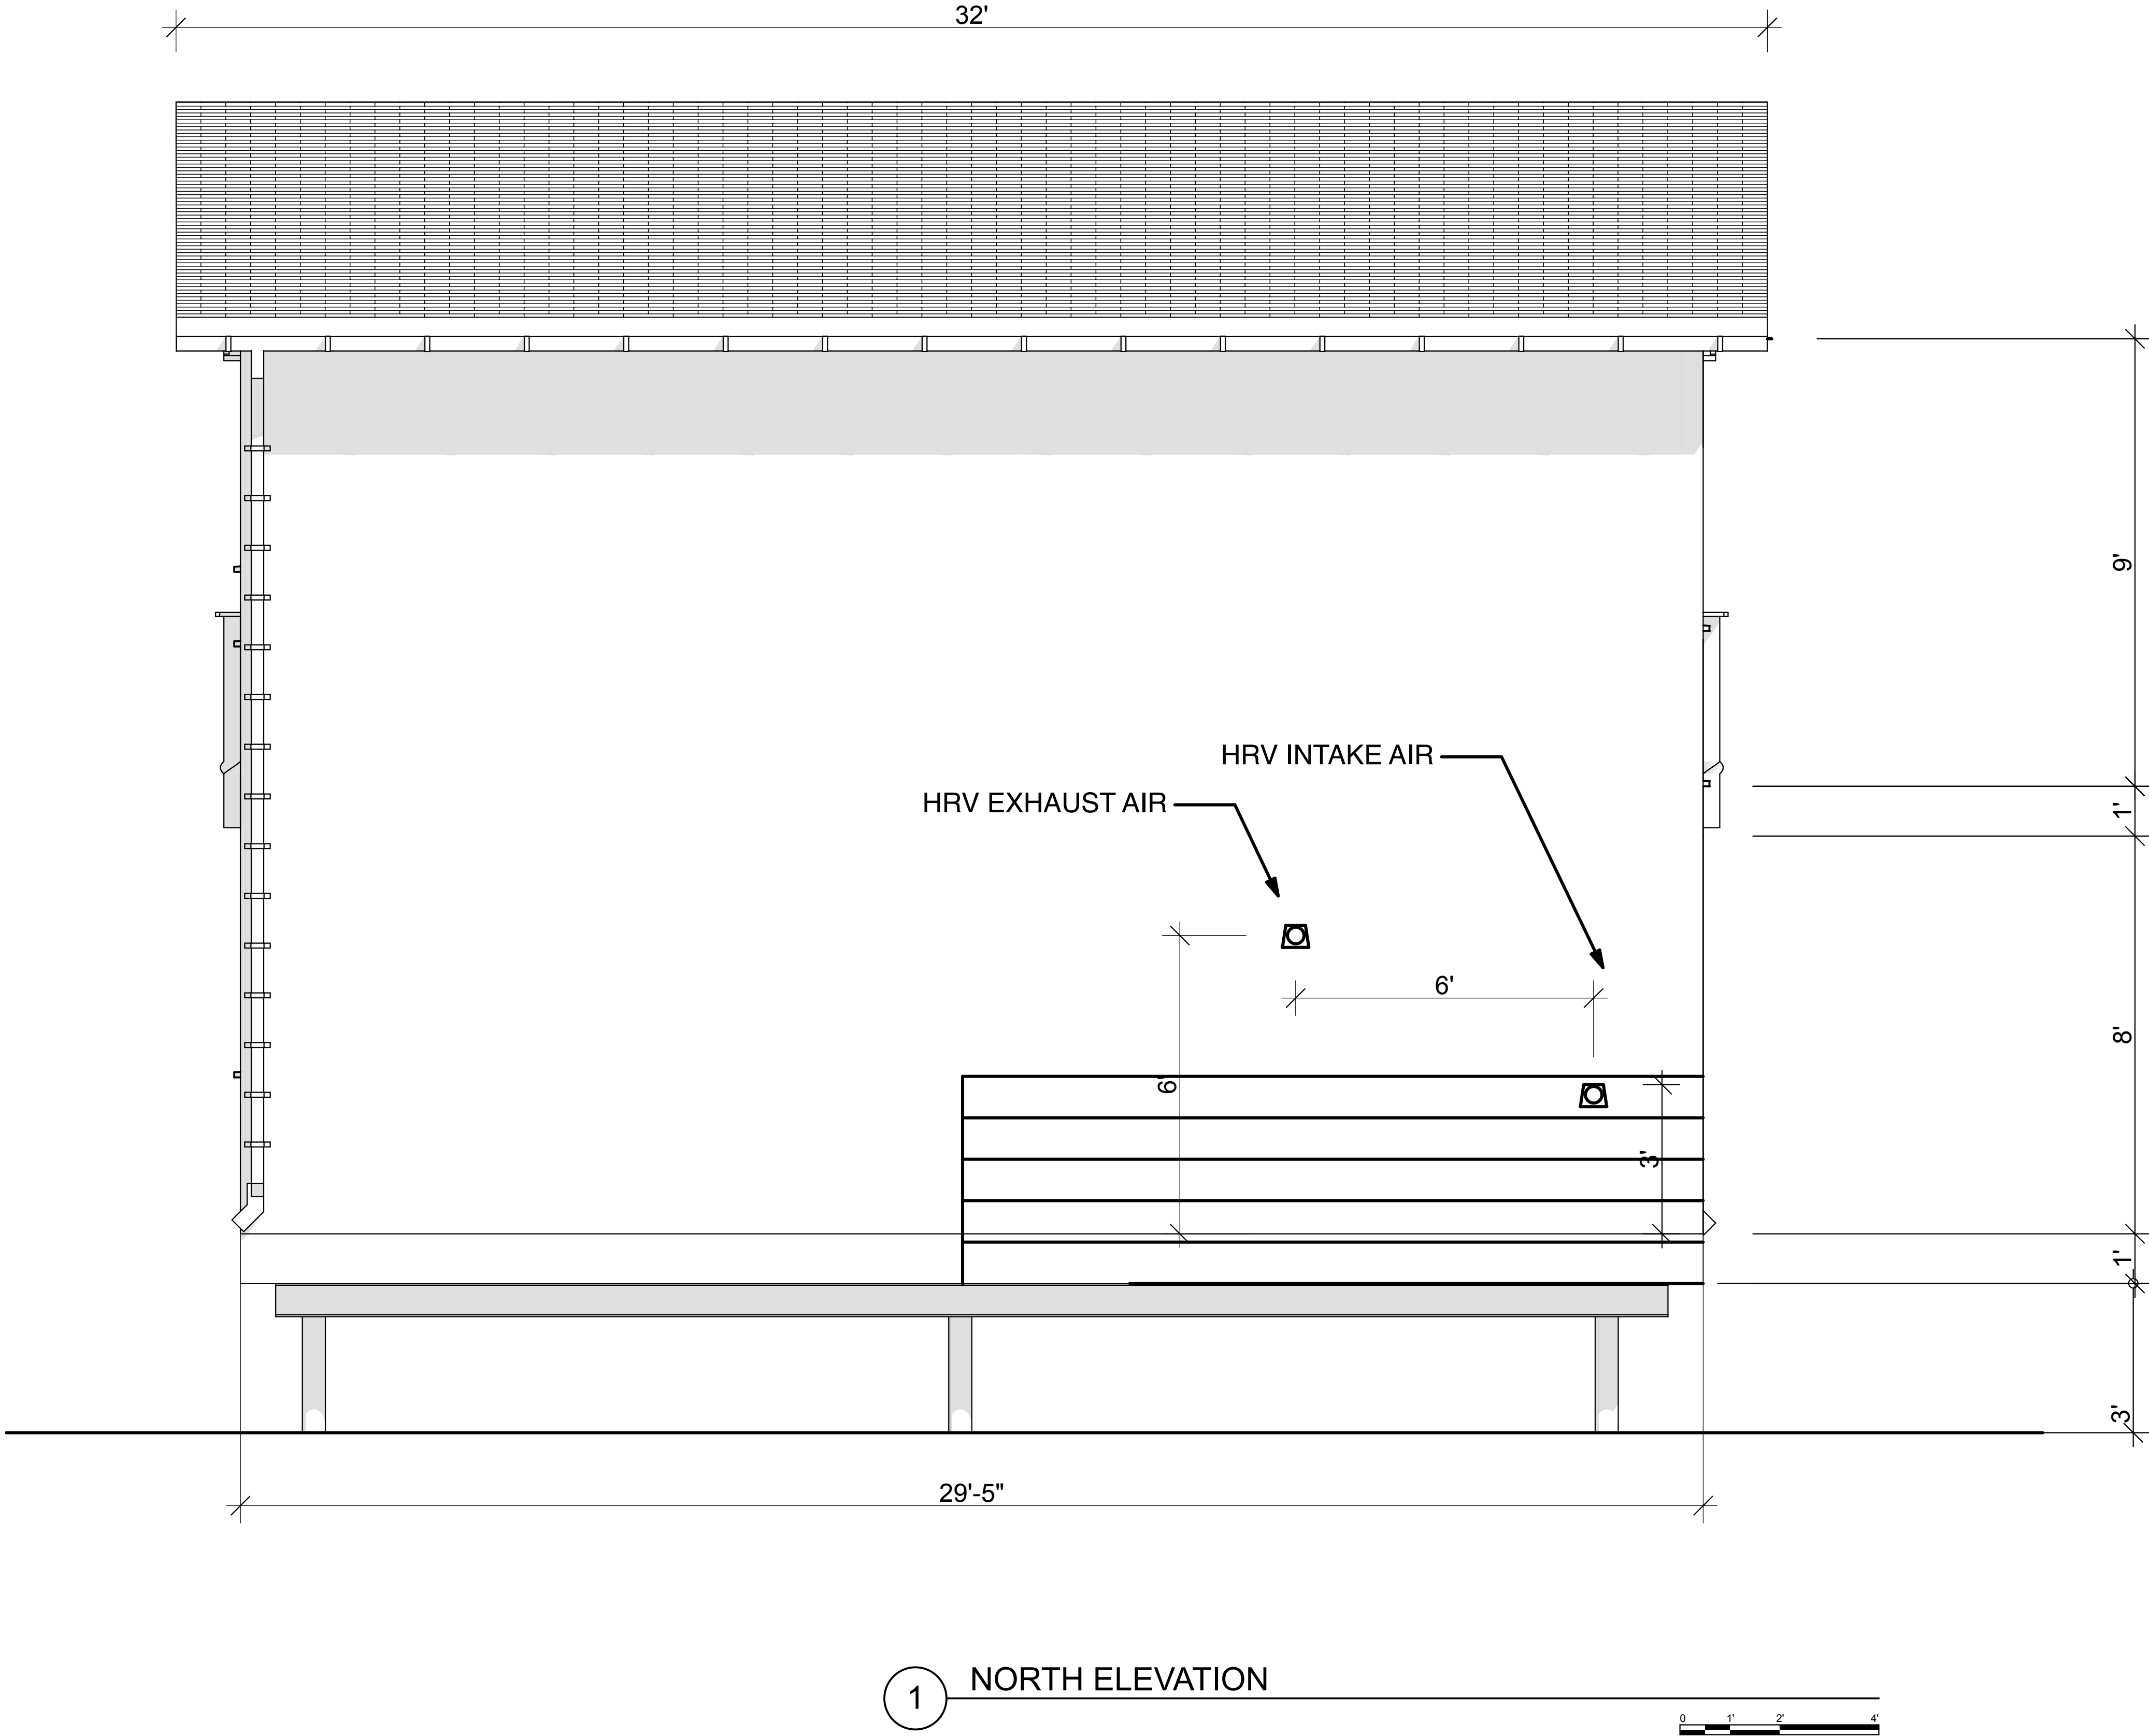 32'
9'
HRV INTAKE AIR
HRV EXHAUST AIR
1'
6'
8'
6'
3'
1'
3'
29'-5"
1 NORTH ELEVATION
0 1' 2' 4'